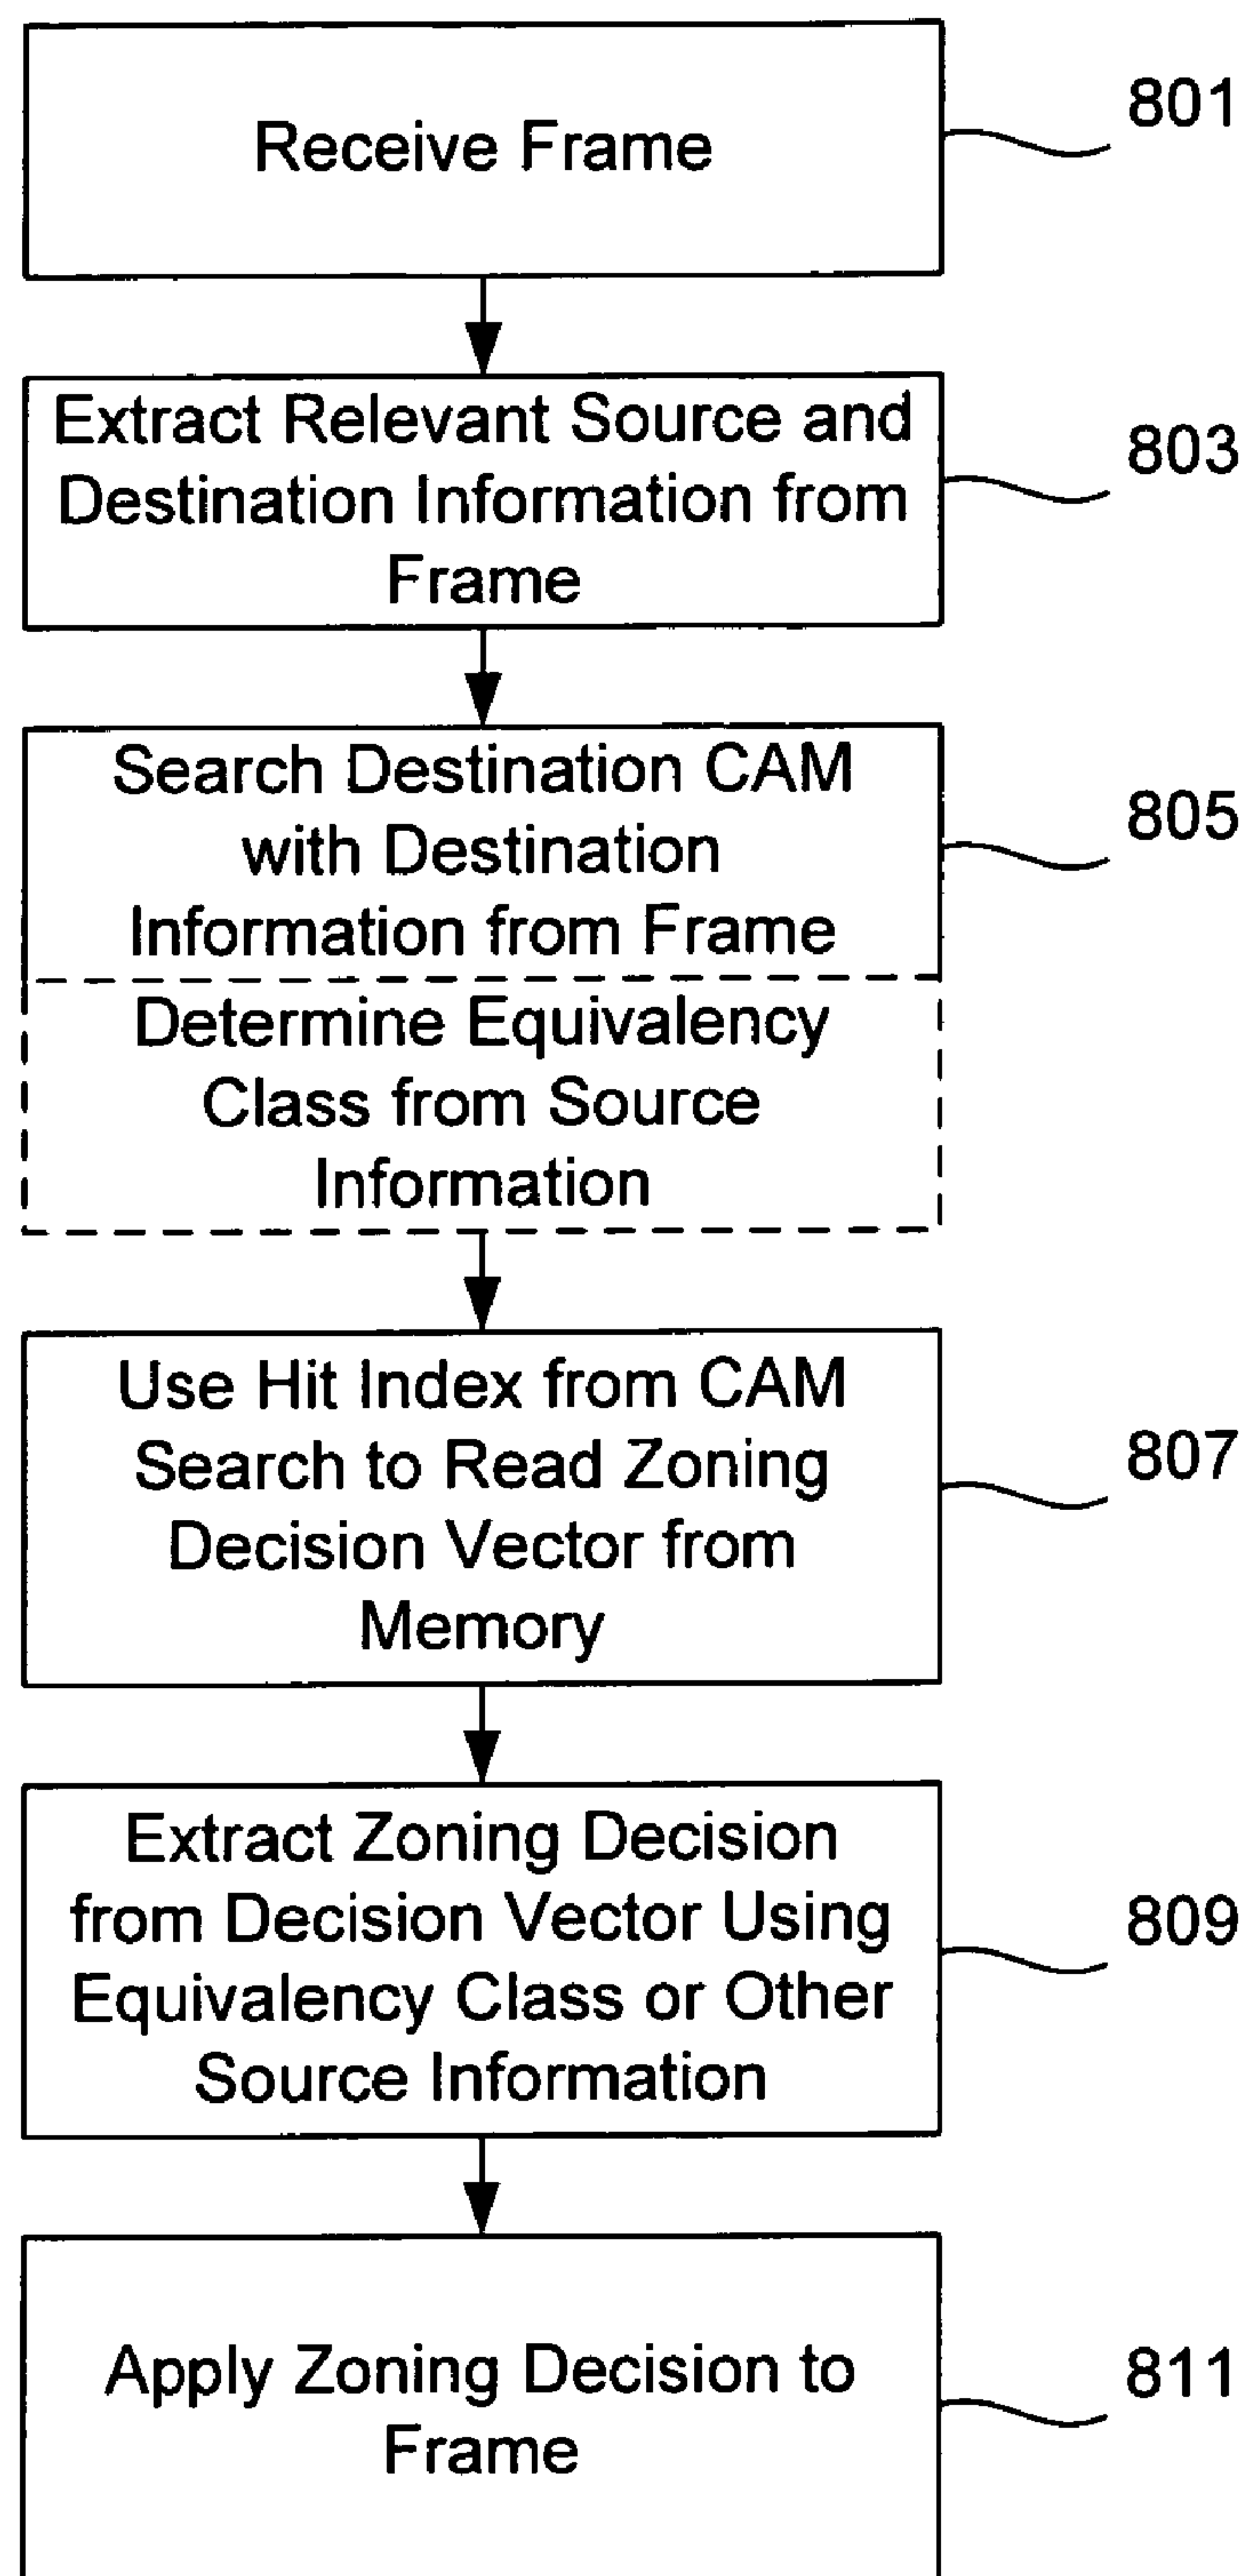 Receive Frame
801
Extract Relevant Source and
Destination Information from
Frame
803
Search Destination CAM
with Destination
Information from Frame
805
Determine Equivalency
Class from Source
Information
Use Hit Index from CAM
Search to Read Zoning
Decision Vector from
Memory
807
Extract Zoning Decision
from Decision Vector Using
Equivalency Class or Other
Source Information
809
Apply Zoning Decision to
Frame
811